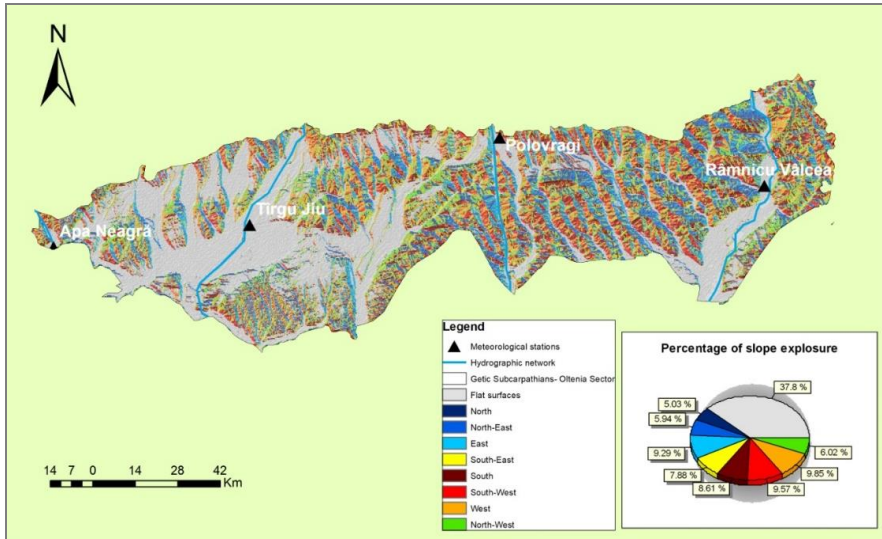 N
Polovragi
Râmnicu Vâlcea
Tîrgu Jiu
Apa Neagră
Legend
Meteorological stations
Hydrographic network
Getic Subcarpathians- Oltenia Sector
Flat surfaces
North
North-East
East
South-East
South
South-West
West
North-West
Percentage of slope explosure
37.8 %
5.03 %
5.94 %
9.29 %
7.88 %
8.61 %
9.57 %
9.85 %
6.02 %
14 7 0 14 28 42
Km